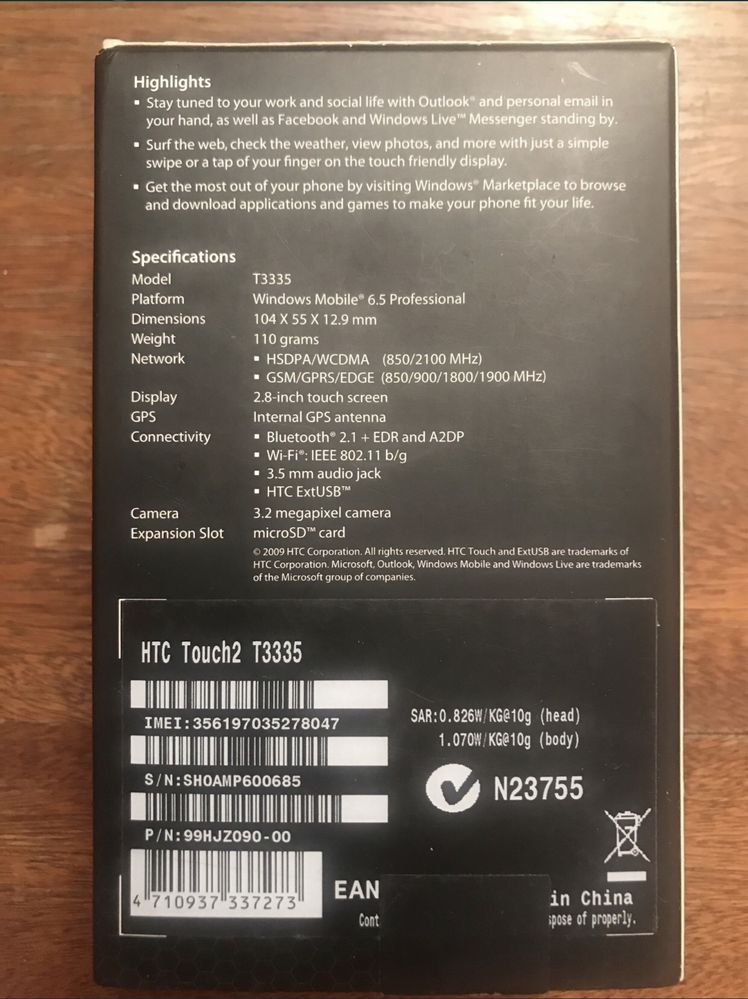 Highlights
▪ Stay tuned to your work and social life with Outlook® and personal email in
your hand, as well as Facebook and Windows Live™ Messenger standing by.
▪ Surf the web, check the weather, view photos, and more with just a simple
swipe or a tap of your finger on the touch friendly display.
▪ Get the most out of your phone by visiting Windows® Marketplace to browse
and download applications and games to make your phone fit your life.
Specifications
Model T3335
Platform Windows Mobile® 6.5 Professional
Dimensions 104 X 55 X 12.9 mm
Weight 110 grams
Network ▪ HSDPA/WCDMA (850/2100 MHz)
▪ GSM/GPRS/EDGE (850/900/1800/1900 MHz)
Display 2.8-inch touch screen
GPS Internal GPS antenna
Connectivity ▪ Bluetooth® 2.1 + EDR and A2DP
▪ Wi-Fi®: IEEE 802.11 b/g
▪ 3.5 mm audio jack
▪ HTC ExtUSB™
Camera 3.2 megapixel camera
Expansion Slot microSD™ card
© 2009 HTC Corporation. All rights reserved. HTC Touch and ExtUSB are trademarks of
HTC Corporation. Microsoft, Outlook, Windows Mobile and Windows Live are trademarks
of the Microsoft group of companies.
HTC Touch2 T3335
IMEI:356197035278047
S/N:SH0AMP600685
P/N:99HJZ090-00
4 710937 337273
SAR:0.826W/KG@10g (head)
1.070W/KG@10g (body)
N23755
EAN in China
Cont spose of properly.